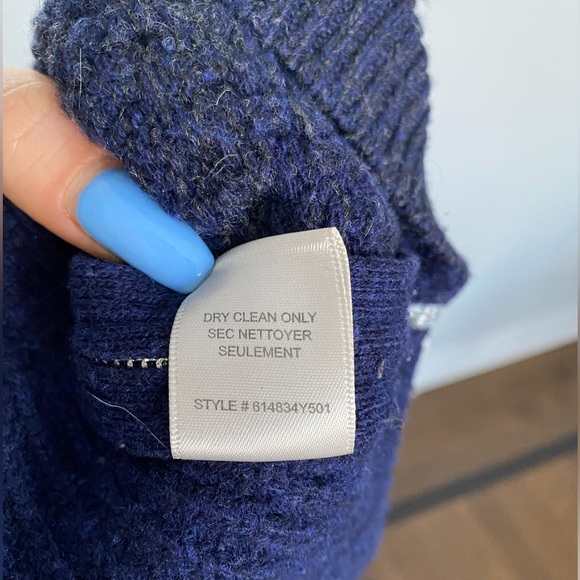 DRY CLEAN ONLY
SEC NETTOYER
SEULEMENT
STYLE # 614834Y501